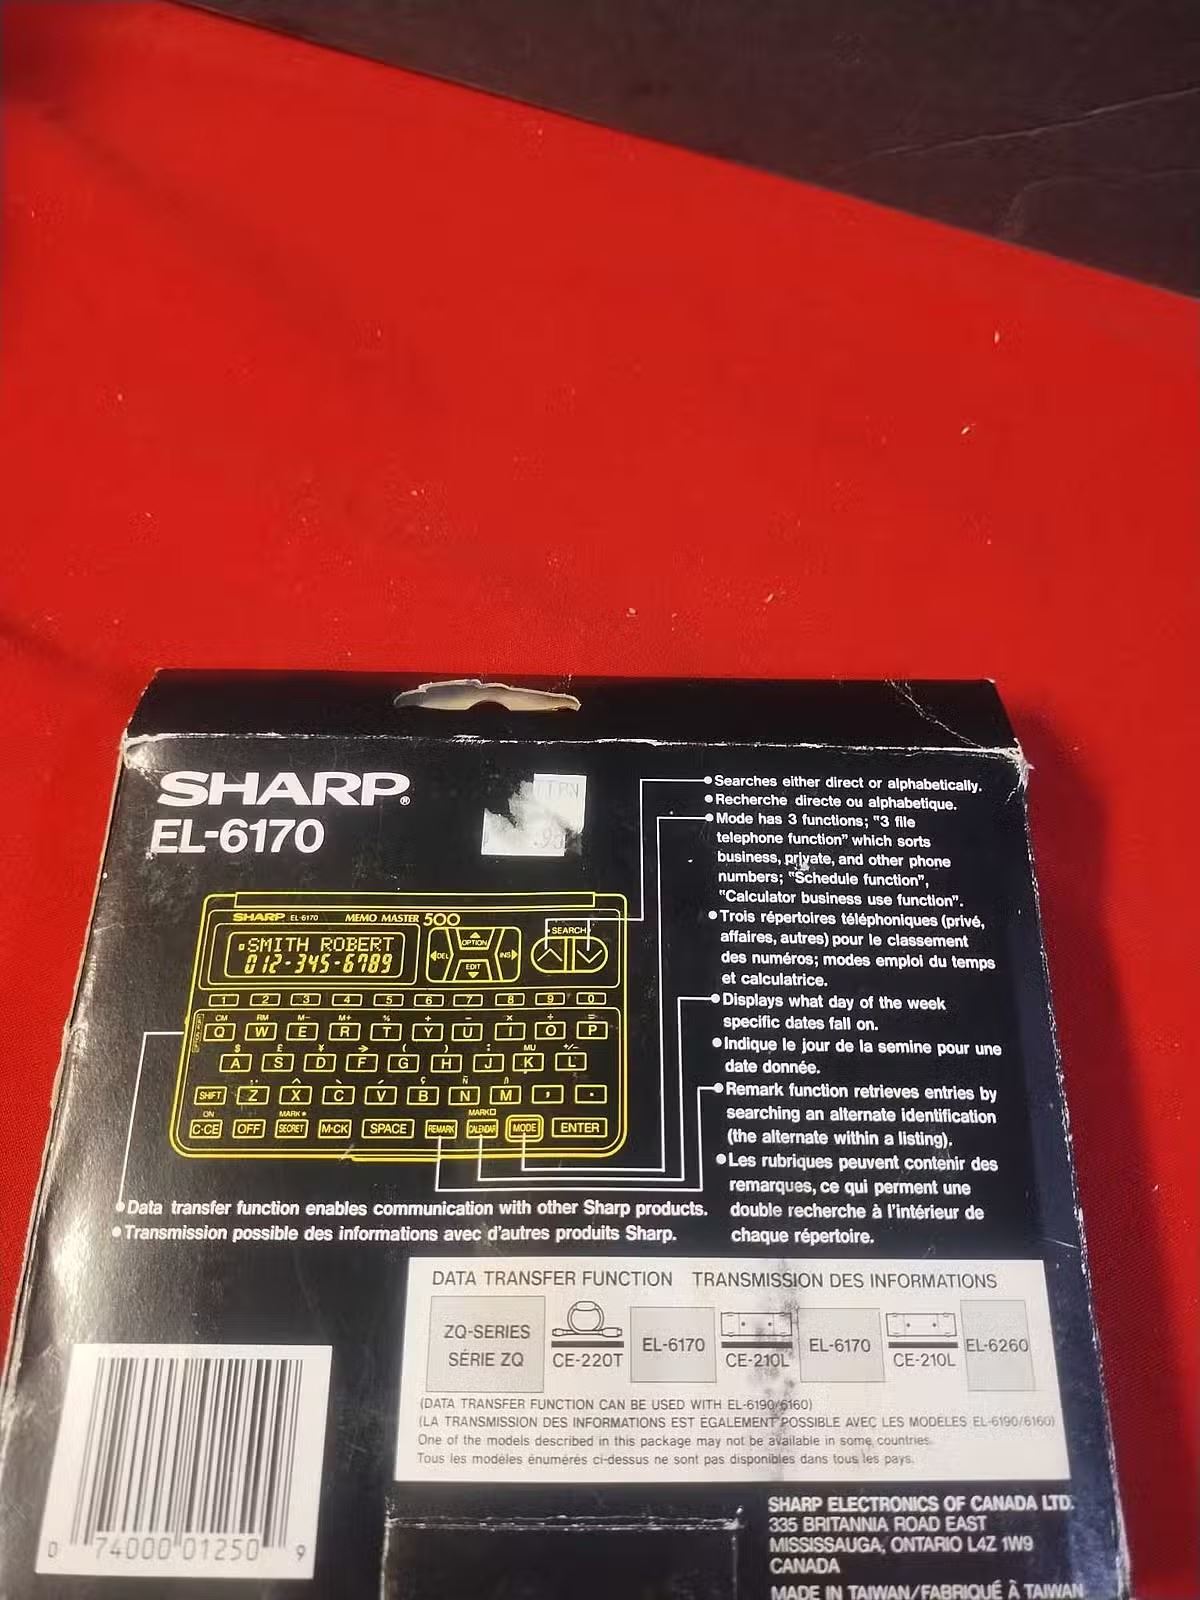 SHARP®
EL-6170
Searches either direct or alphabetically.
Recherche directe ou alphabetique.
Mode has 3 functions; "3 file
telephone function" which sorts
business, private, and other phone
numbers; "Schedule function",
"Calculator business use function".
Trois répertoires téléphoniques (privé,
affaires, autres) pour le classement
des numéros; modes emploi du temps
et calculatrice.
Displays what day of the week
specific dates fall on.
Indique le jour de la semine pour une
date donnée.
Remark function retrieves entries by
searching an alternate identification
(the alternate within a listing).
Les rubriques peuvent contenir des
remarques, ce qui perment une
double recherche à l'intérieur de
chaque répertoire.
SHARP EL-6170 MEMO MASTER 500
SMITH ROBERT
012-345-6789
OPTION
DEL INS
EDIT
SEARCH
1 2 3 4 5 6 7 8 9 0
CM RM M- M+ % + - × ÷ =
Q W E R T Y U I O P
$ £ ¥ → ( ) : MU +/-
A S D F G H J K L
SHIFT Z X C V B N M , .
ON MARK• MARK□
C·CE OFF SECRET M·CK SPACE REMARK CALENDAR MODE ENTER
Data transfer function enables communication with other Sharp products.
Transmission possible des informations avec d'autres produits Sharp.
DATA TRANSFER FUNCTION TRANSMISSION DES INFORMATIONS
ZQ-SERIES
SÉRIE ZQ
CE-220T
EL-6170
CE-210L
EL-6170
CE-210L
EL-6260
(DATA TRANSFER FUNCTION CAN BE USED WITH EL-6190/6160)
(LA TRANSMISSION DES INFORMATIONS EST ÉGALEMENT POSSIBLE AVEC LES MODÈLES EL-6190/6160)
One of the models described in this package may not be available in some countries.
Tous les modèles énumérés ci-dessus ne sont pas disponibles dans tous les pays.
0 74000 01250 9
SHARP ELECTRONICS OF CANADA LTD.
335 BRITANNIA ROAD EAST
MISSISSAUGA, ONTARIO L4Z 1W9
CANADA
MADE IN TAIWAN/FABRIQUÉ À TAIWAN